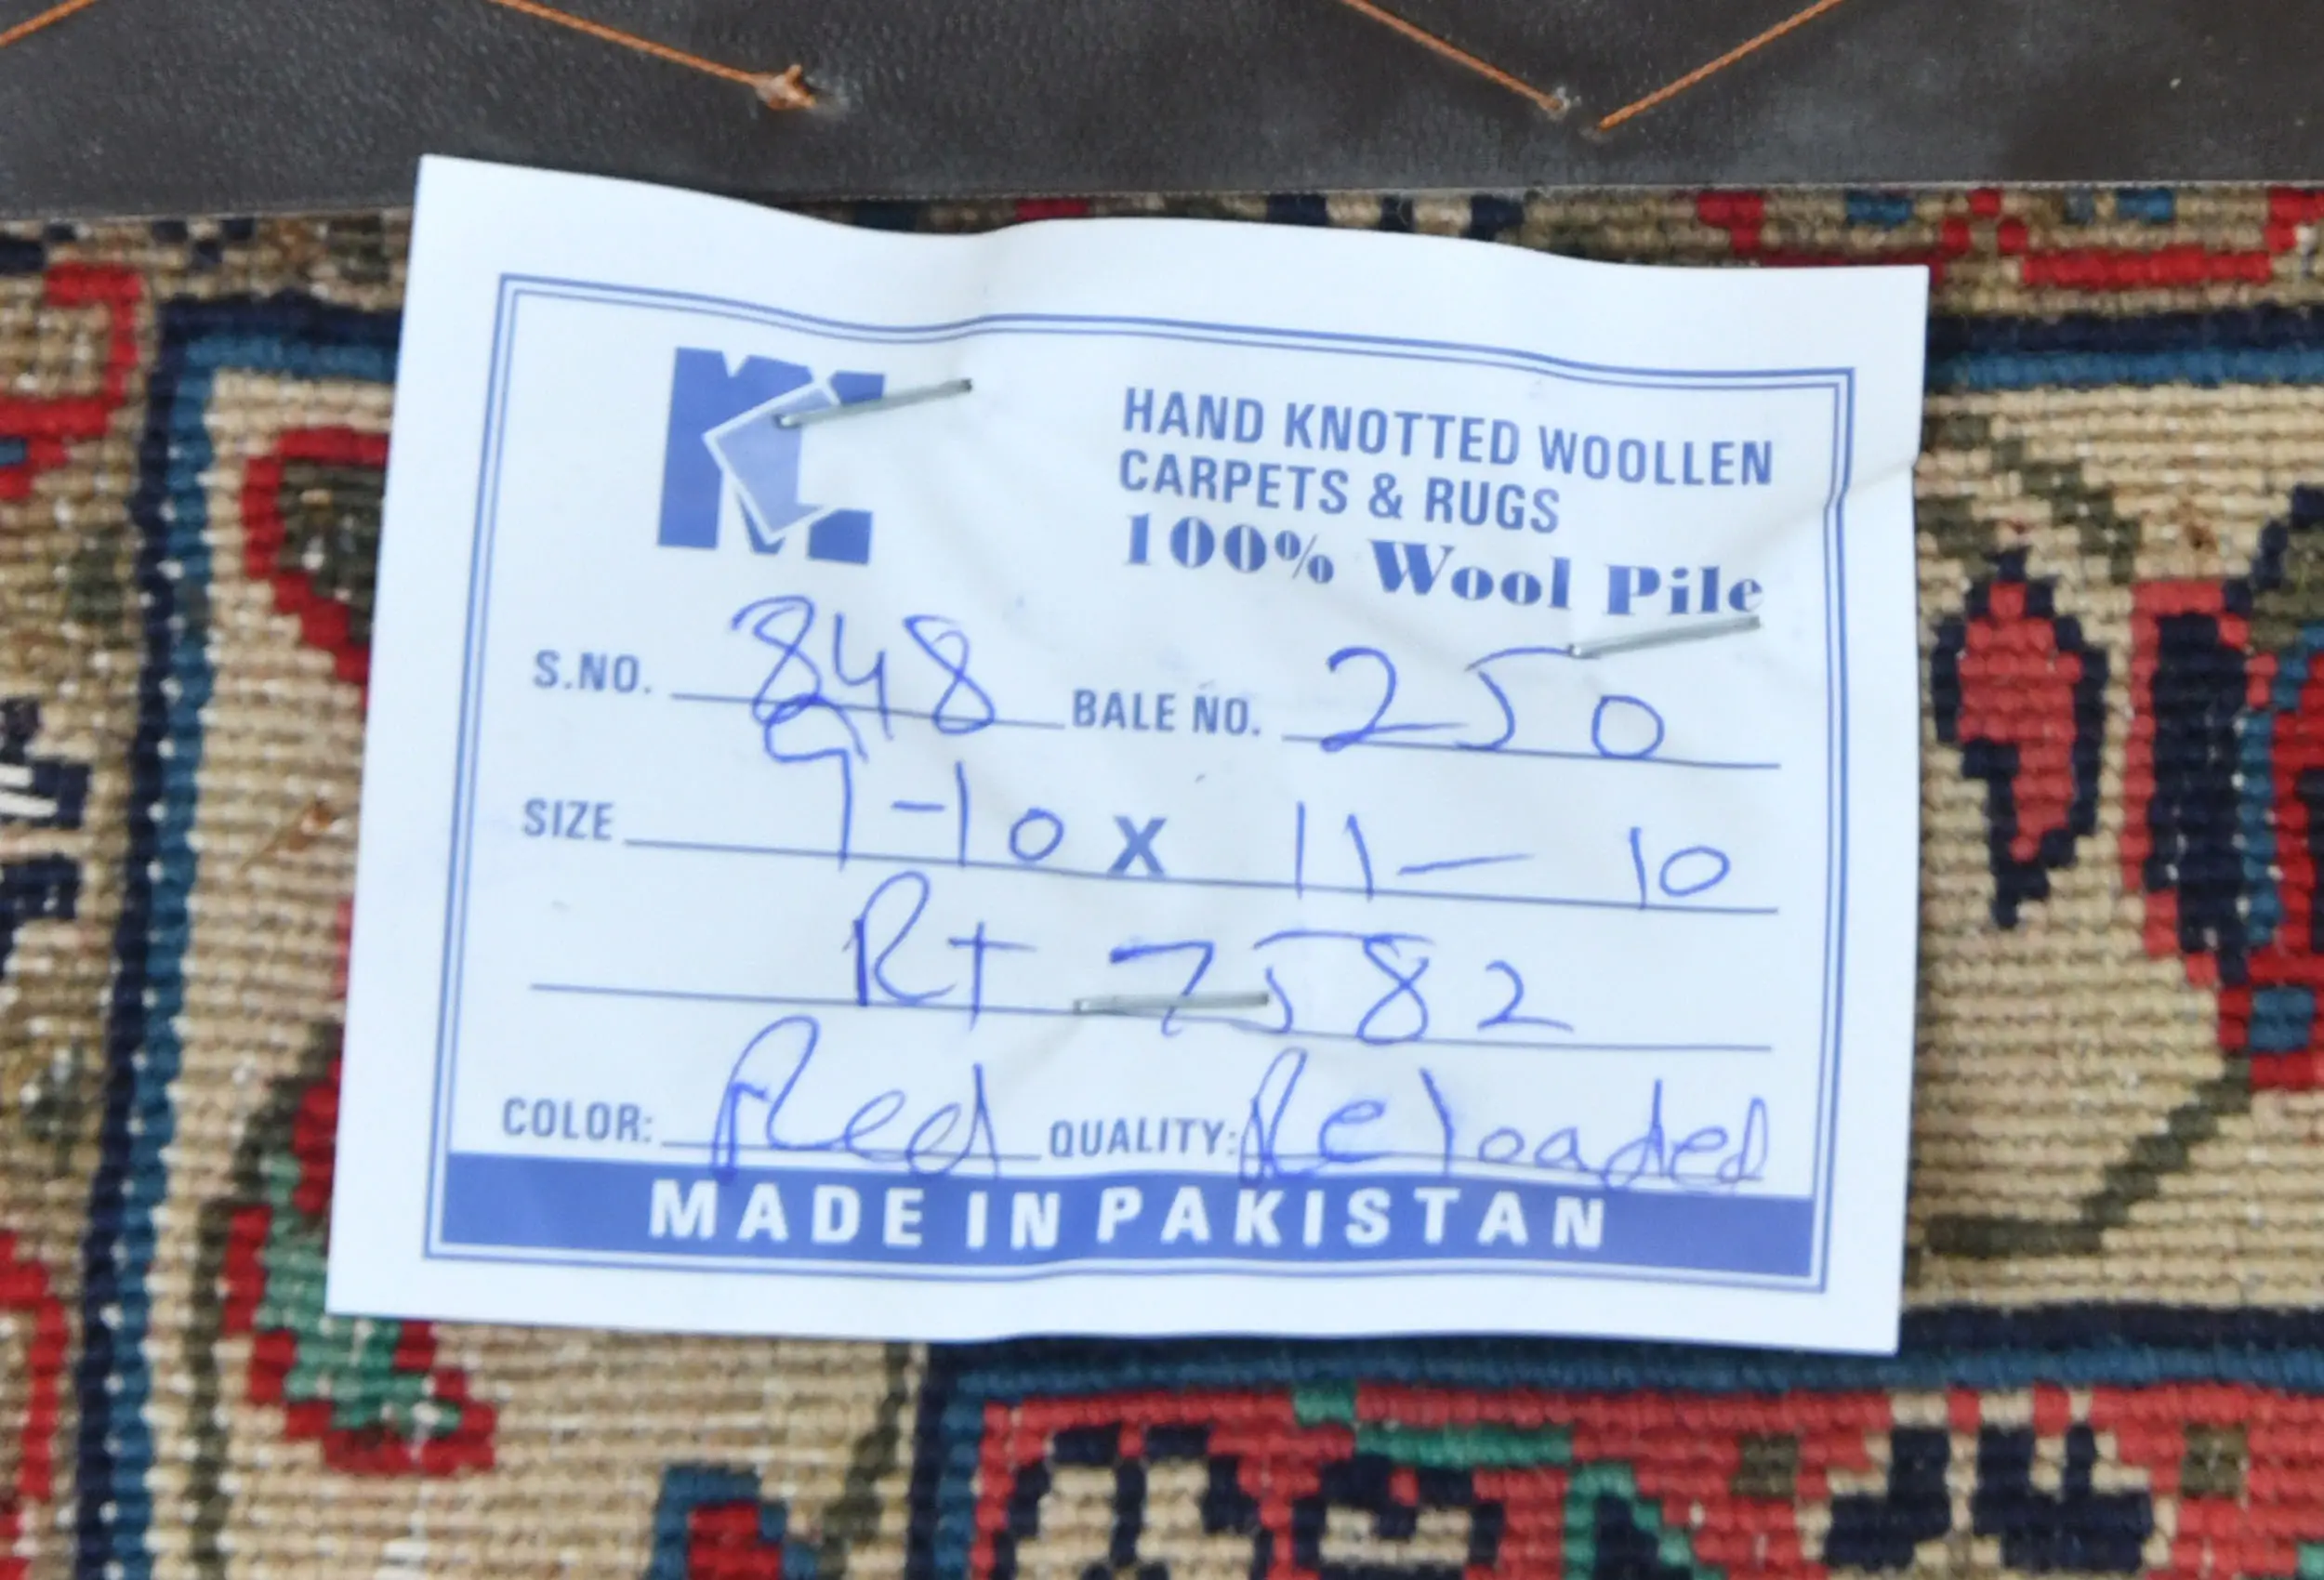 HAND KNOTTED WOOLLEN
CARPETS & RUGS
100% Wool Pile
S.NO. 848 BALE NO. 250
SIZE 9-10 X 11-10
R+ 7582
COLOR: Red QUALITY: Reloaded
MADE IN PAKISTAN